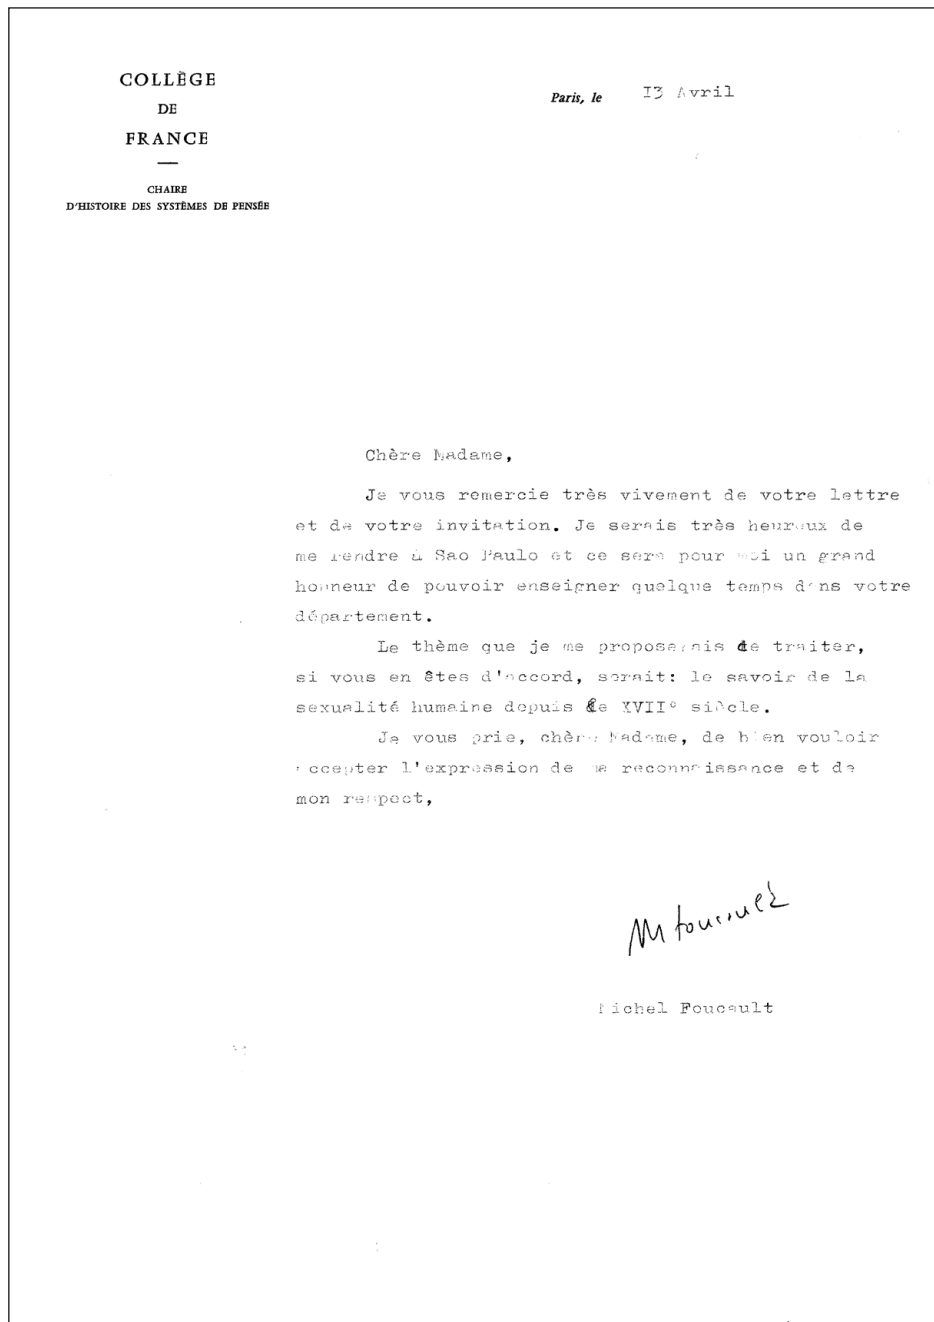 COLLÈGE
DE
FRANCE
CHAIRE
D'HISTOIRE DES SYSTÈMES DE PENSÉE
Paris, le I3 Avril
Chère Madame,
Je vous remercie très vivement de votre lettre
et de votre invitation. Je serais très heureux de
me rendre à Sao Paulo et ce sera pour moi un grand
honneur de pouvoir enseigner quelque temps dans votre
département.
Le thème que je me proposerais de traiter,
si vous en êtes d'accord, serait: le savoir de la
sexualité humaine depuis le XVII° siècle.
Je vous prie, chère Madame, de bien vouloir
accepter l'expression de ma reconnaissance et de
mon respect,
M Foucault
Michel Foucault